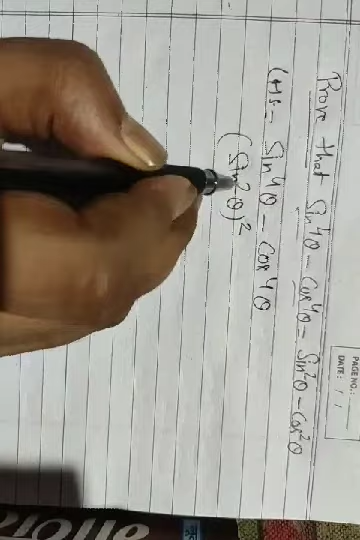 PAGE NO.:
DATE: / /
Prove that Sin⁴θ - Cos⁴θ - Sin²θ - Cos²θ
LHS - Sin⁴θ - Cos⁴θ
(Sin²θ)²